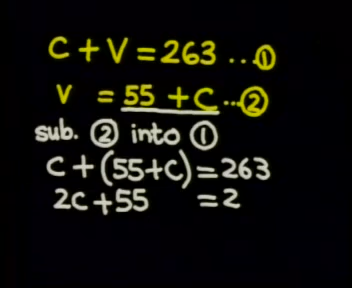 C + V = 263 ... ①
V = 55 + C ... ②
sub. ② into ①
C + (55 + C) = 263
2C + 55 = 2